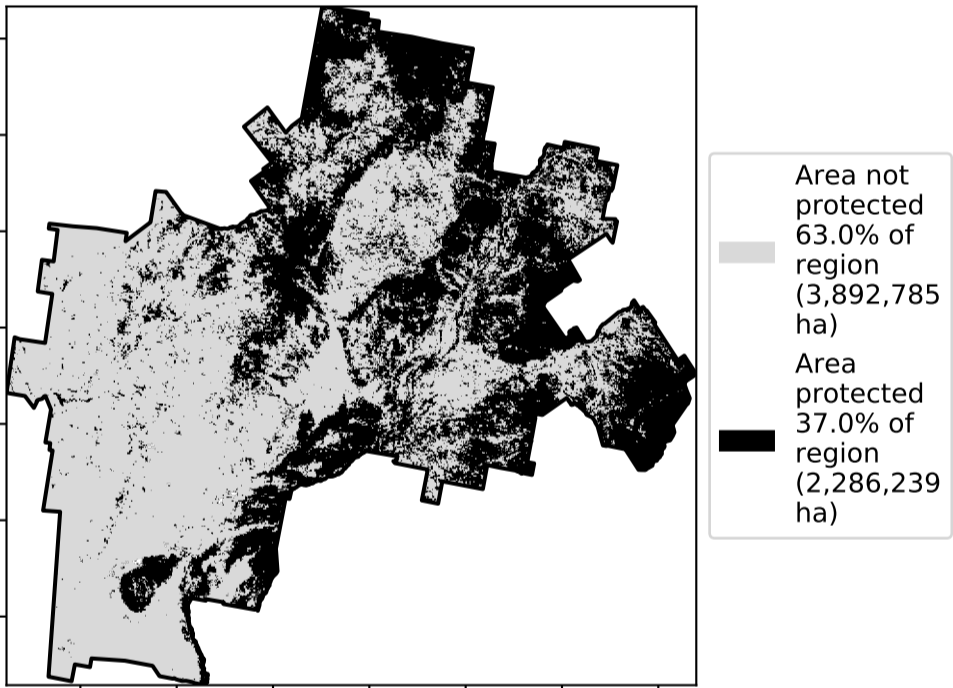 Area not
protected
63.0% of
region
(3,892,785
ha)
Area
protected
37.0% of
region
(2,286,239
ha)